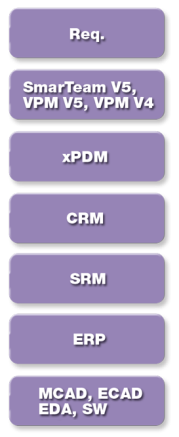 Req.
SmarTeam V5,
VPM V5, VPM V4
xPDM
CRM
SRM
ERP
MCAD, ECAD
EDA, SW